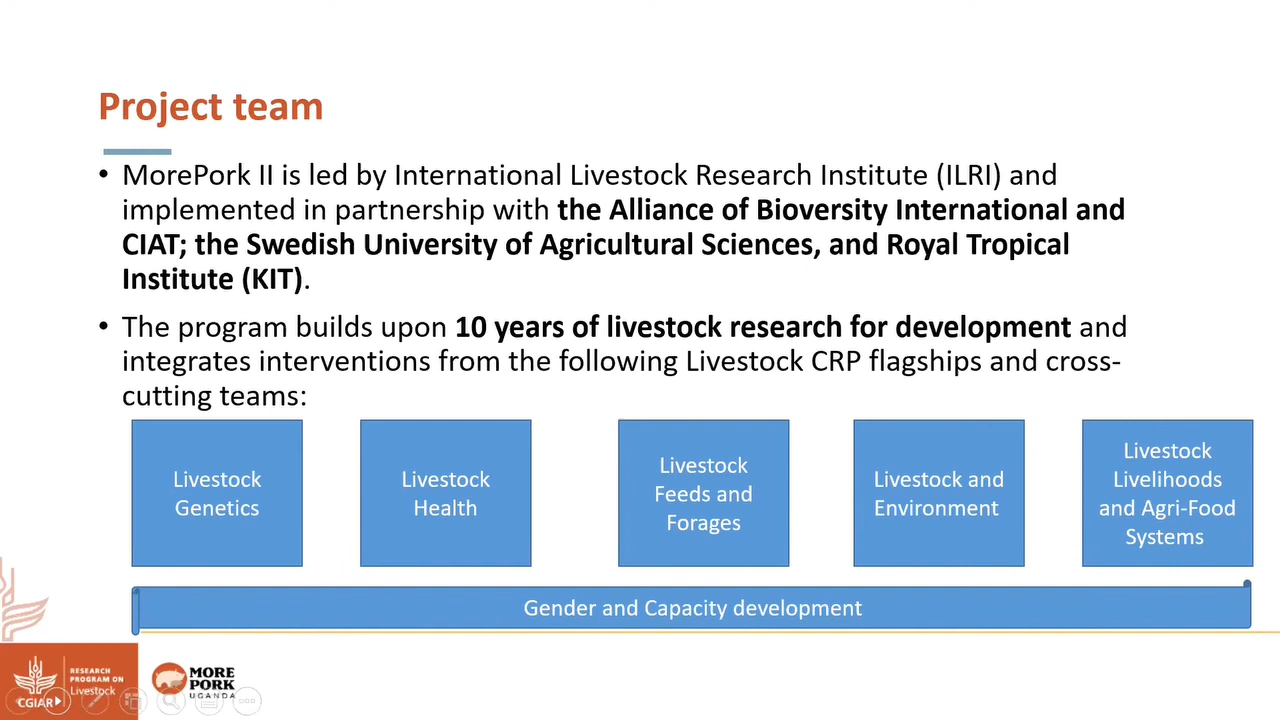 Project team
• MorePork II is led by International Livestock Research Institute (ILRI) and
implemented in partnership with the Alliance of Bioversity International and
CIAT; the Swedish University of Agricultural Sciences, and Royal Tropical
Institute (KIT).
• The program builds upon 10 years of livestock research for development and
integrates interventions from the following Livestock CRP flagships and cross-
cutting teams:
Livestock
Genetics
Livestock
Health
Livestock
Feeds and
Forages
Livestock and
Environment
Livestock
Livelihoods
and Agri-Food
Systems
Gender and Capacity development
CGIAR
RESEARCH
PROGRAM ON
Livestock
MORE
PORK
UGANDA